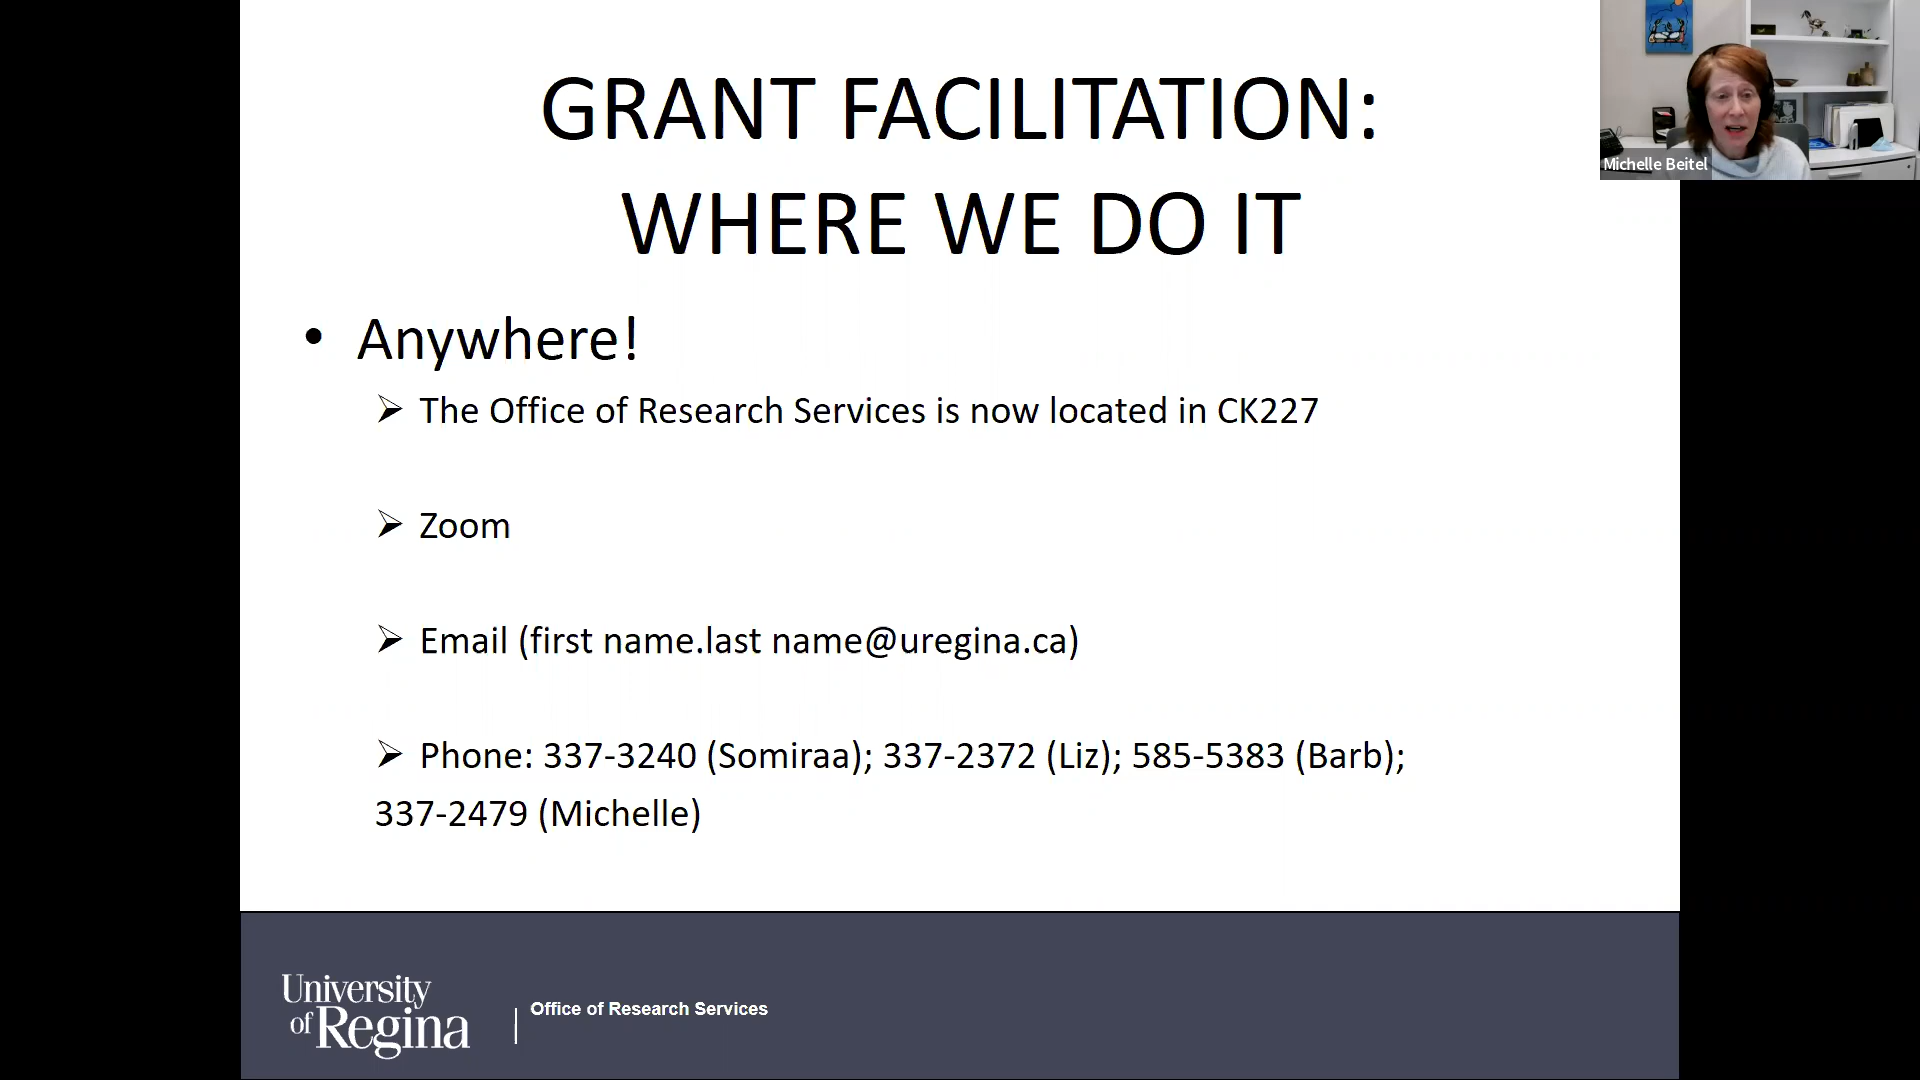 GRANT FACILITATION:
WHERE WE DO IT
• Anywhere!
➢ The Office of Research Services is now located in CK227
➢ Zoom
➢ Email (first name.last name@uregina.ca)
➢ Phone: 337-3240 (Somiraa); 337-2372 (Liz); 585-5383 (Barb);
337-2479 (Michelle)
Michelle Beitel
University
of Regina
Office of Research Services